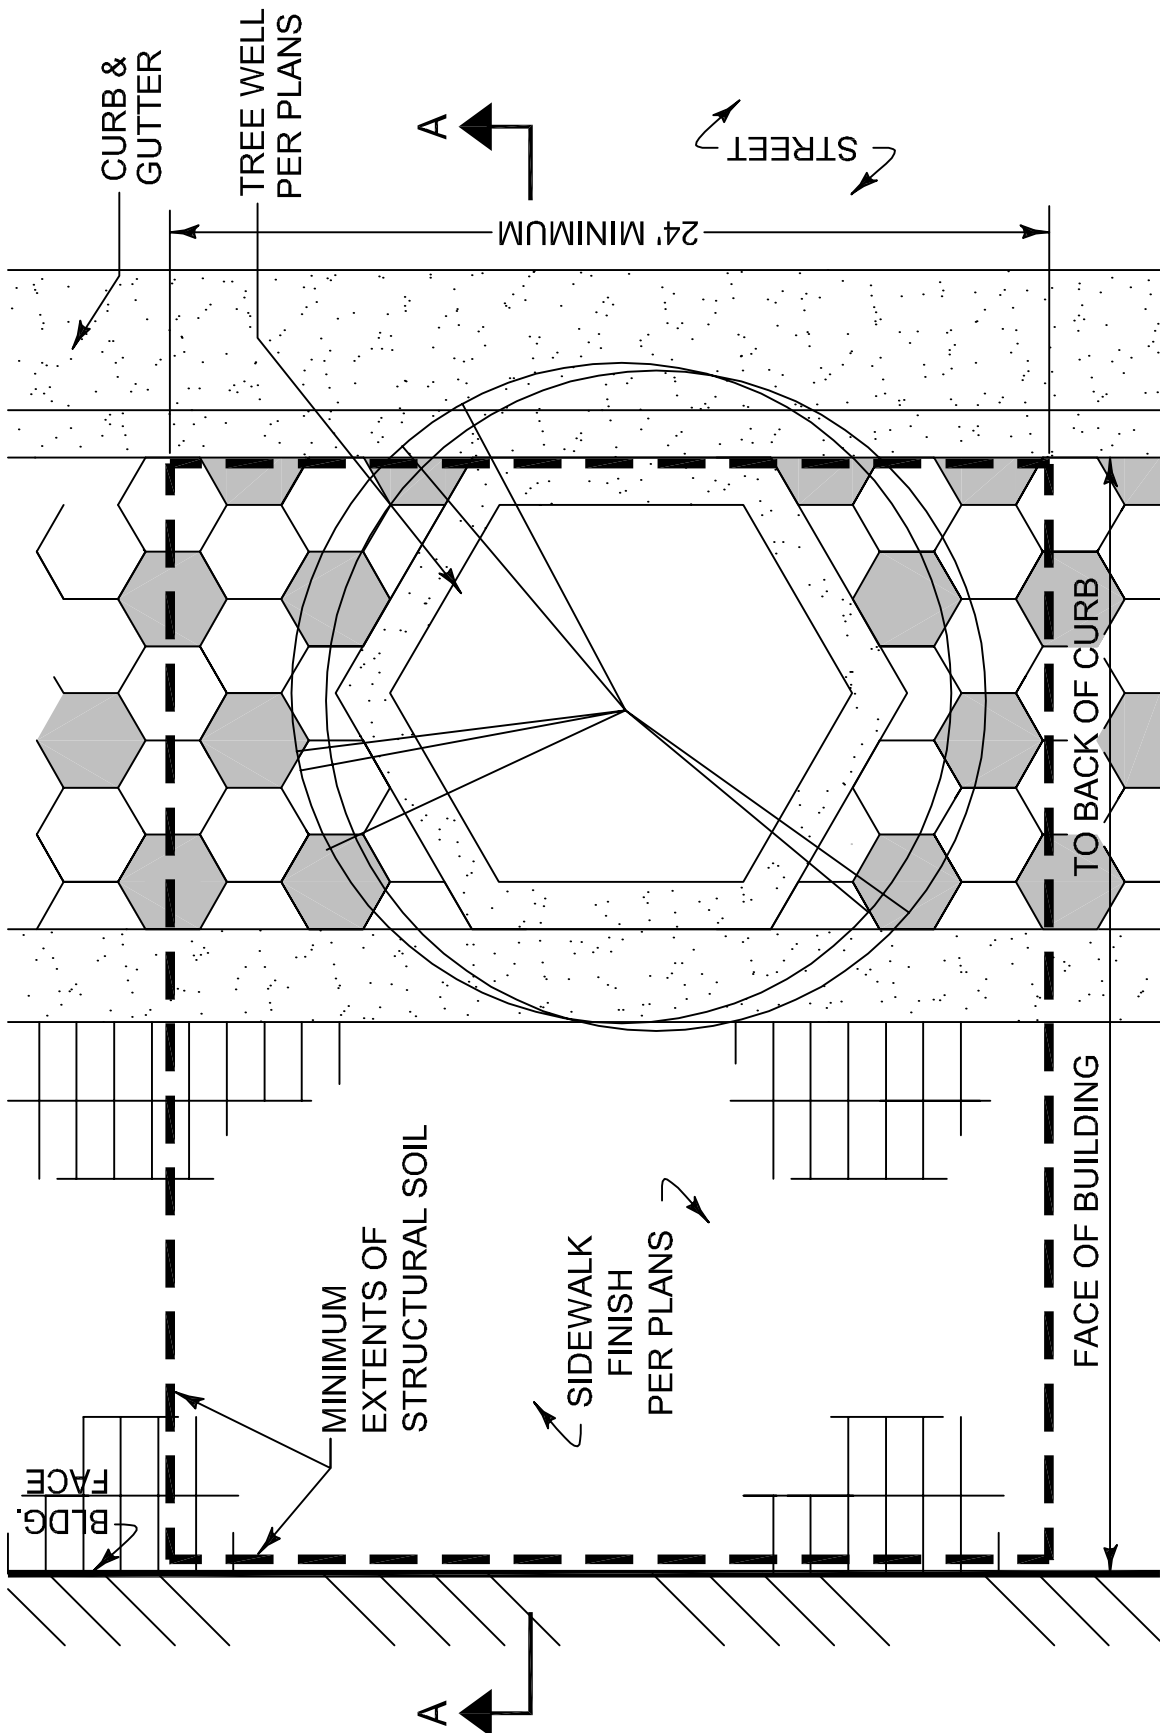 CURB &
GUTTER
TREE WELL
PER PLANS
A
STREET
24' MINIMUM
TO BACK OF CURB
FACE OF BUILDING
MINIMUM
EXTENTS OF
STRUCTURAL SOIL
SIDEWALK
FINISH
PER PLANS
BLDG.
FACE
A